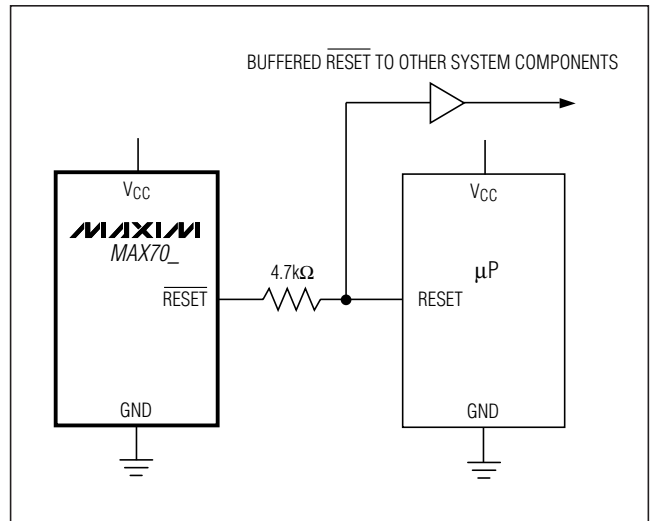 BUFFERED RESET TO OTHER SYSTEM COMPONENTS
VCC
MAXIM
MAX70_
RESET
GND
4.7kΩ
VCC
µP
RESET
GND